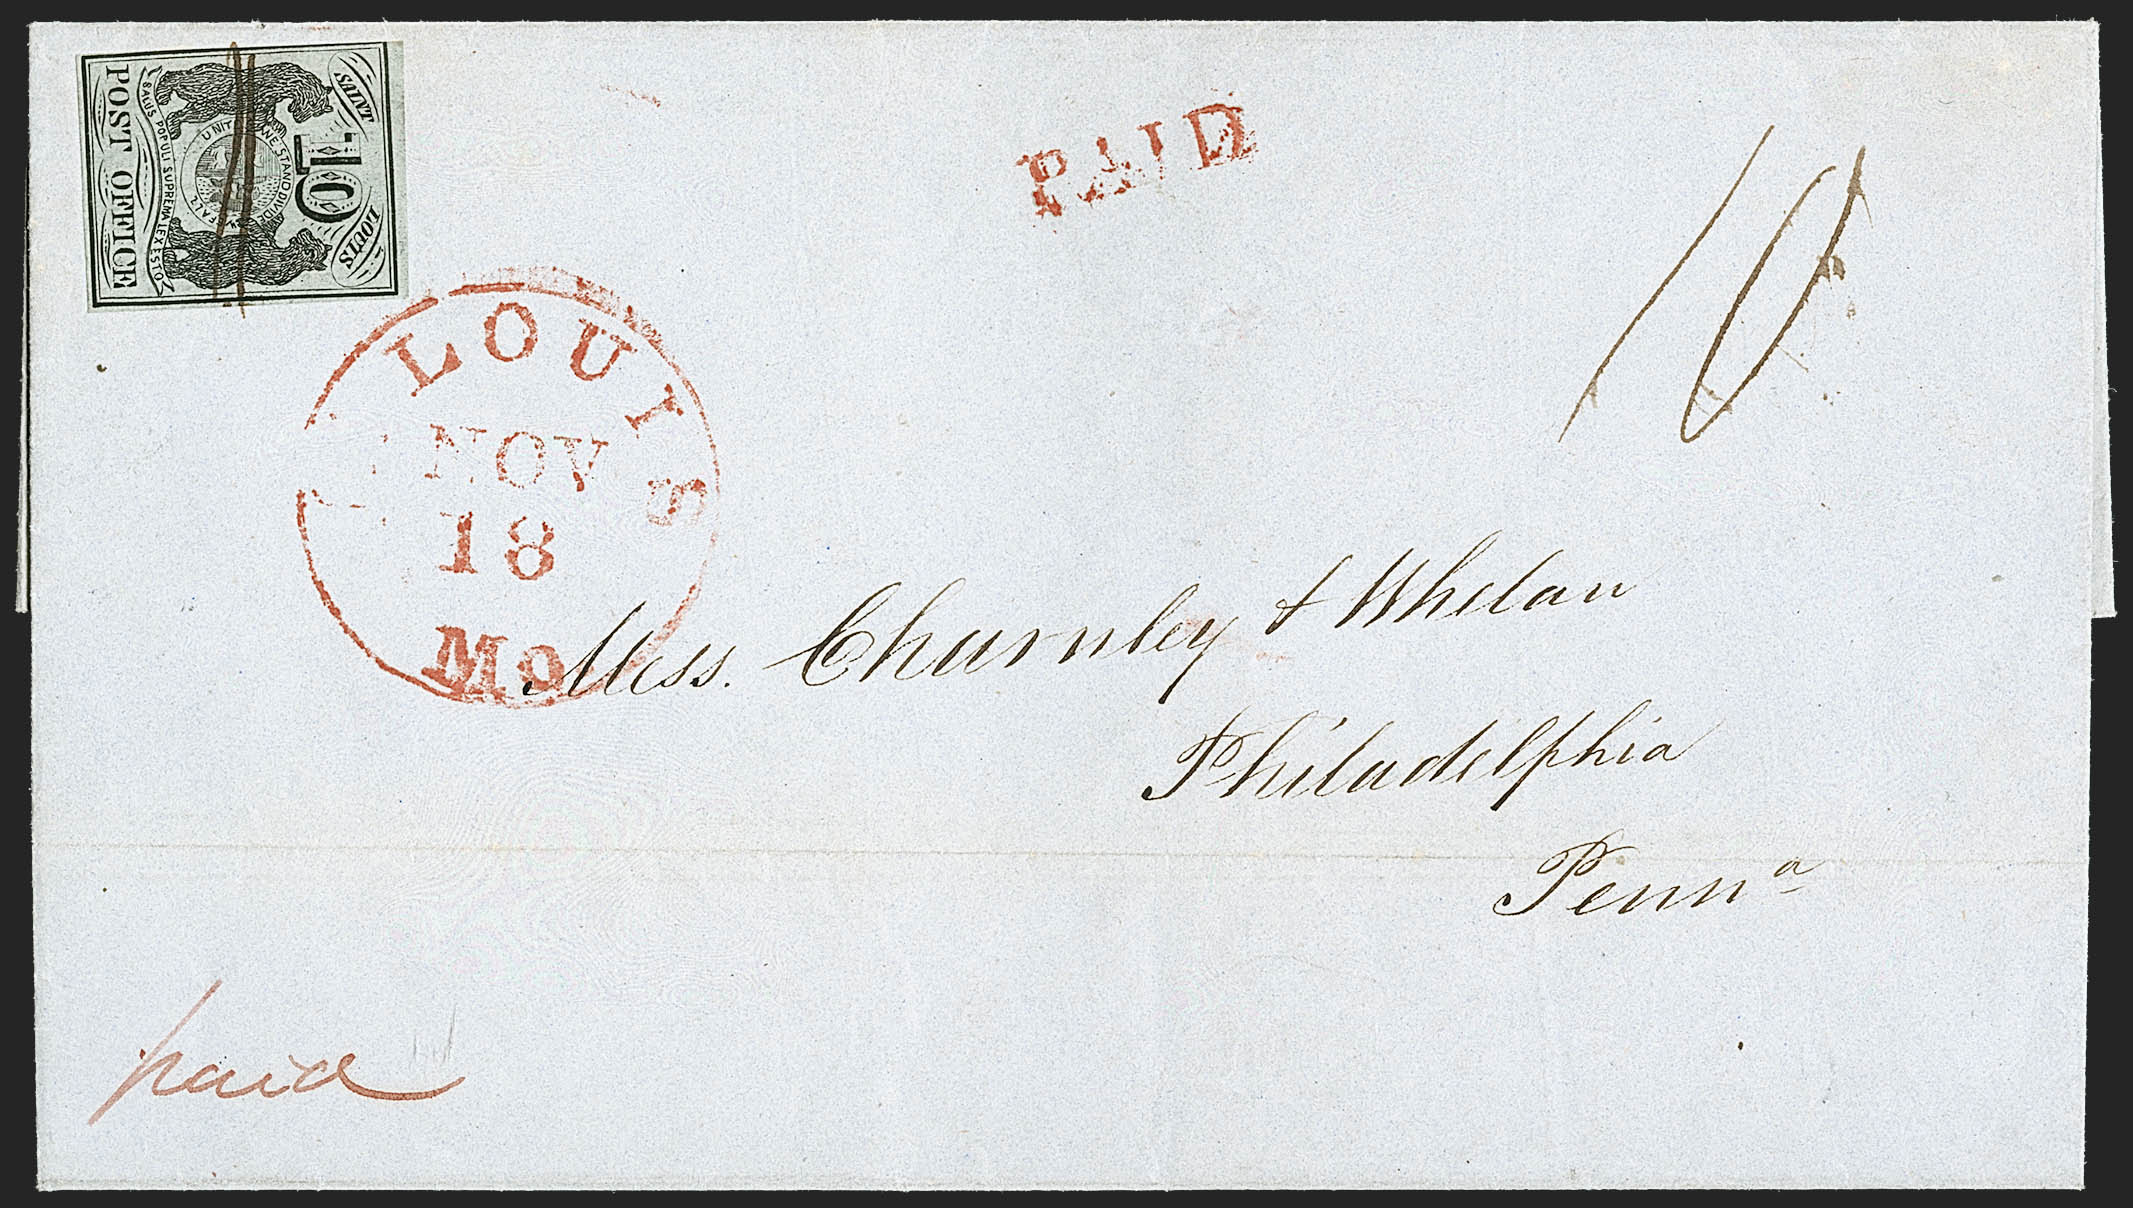 SAINT 10 LOUIS
UNITED WE STAND DIVIDED WE FALL
SALUS POPULI SUPREMA LEX ESTO
POST OFFICE
PAID
10
LOUIS
NOV
18
Mo.
Mess. Charnley & Whelan
Philadelphia
Penna
paid